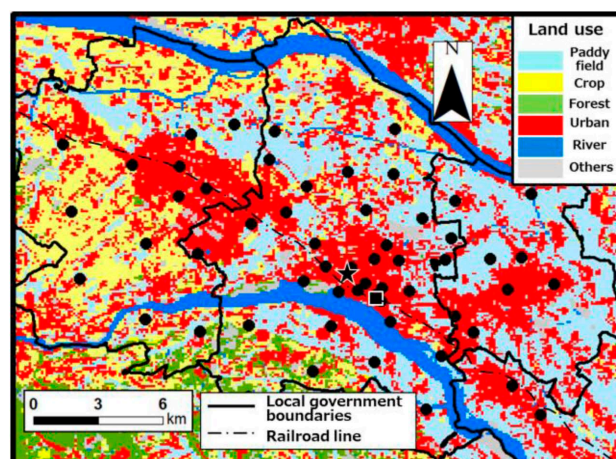 Land use
Paddy
field
Crop
Forest
Urban
River
Others
N
0 3 6
km
Local government
boundaries
Railroad line